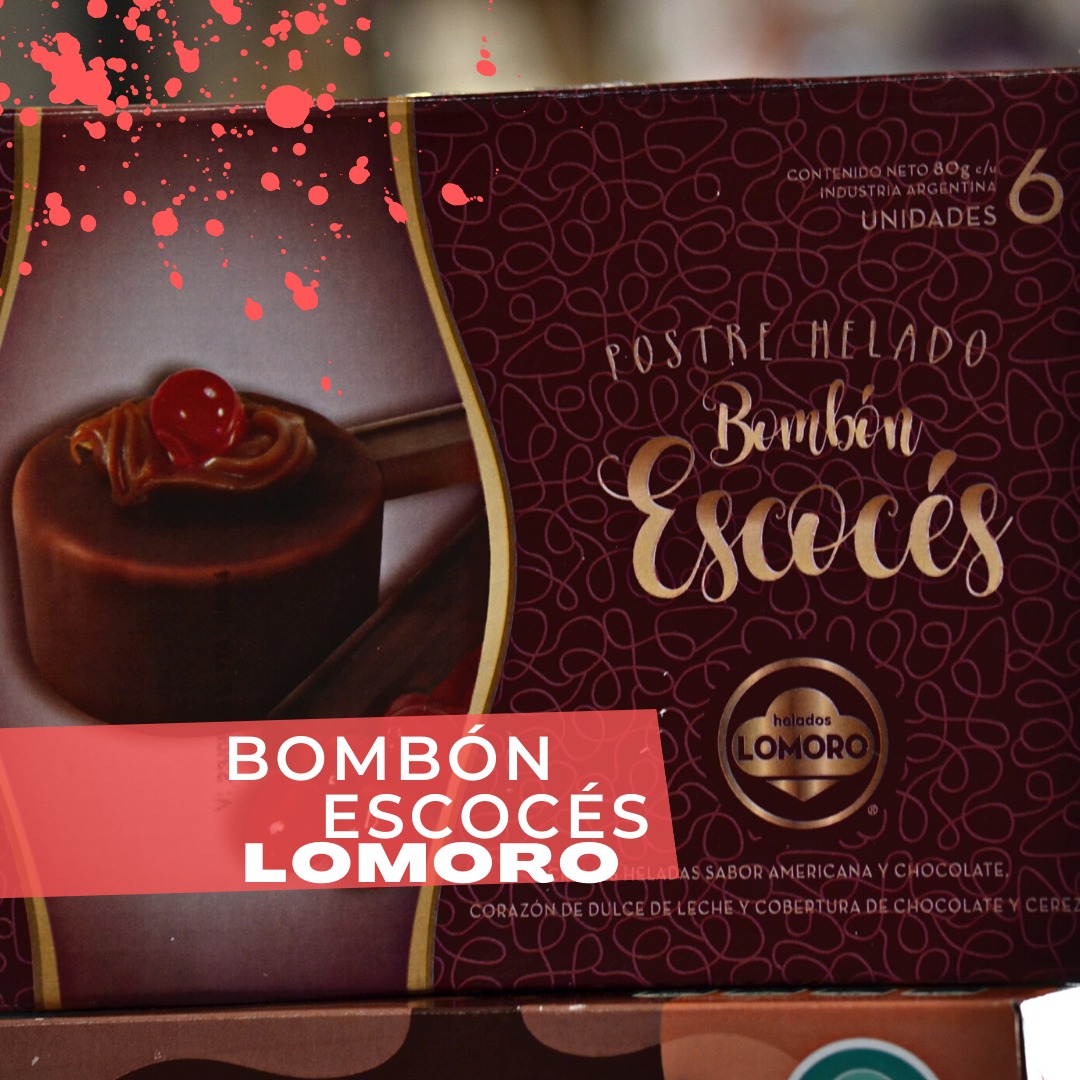 CONTENIDO NETO 80g c/u
INDUSTRIA ARGENTINA
UNIDADES 6
POSTRE HELADO
Bombón
Escocés
helados
LOMORO
®
BOMBÓN
ESCOCÉS
LOMORO
HELADAS SABOR AMERICANA Y CHOCOLATE,
CORAZÓN DE DULCE DE LECHE Y COBERTURA DE CHOCOLATE Y